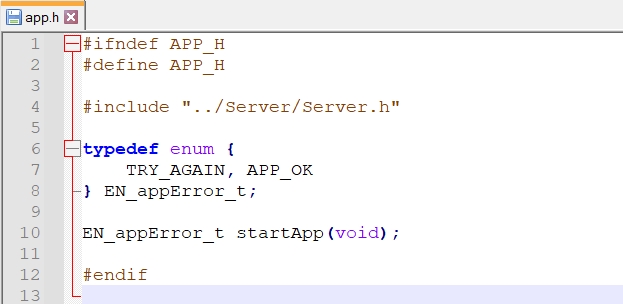 app.h
1 #ifndef APP_H
2 #define APP_H
3
4 #include "../Server/Server.h"
5
6 typedef enum {
7     TRY_AGAIN, APP_OK
8 } EN_appError_t;
9
10 EN_appError_t startApp(void);
11
12 #endif
13